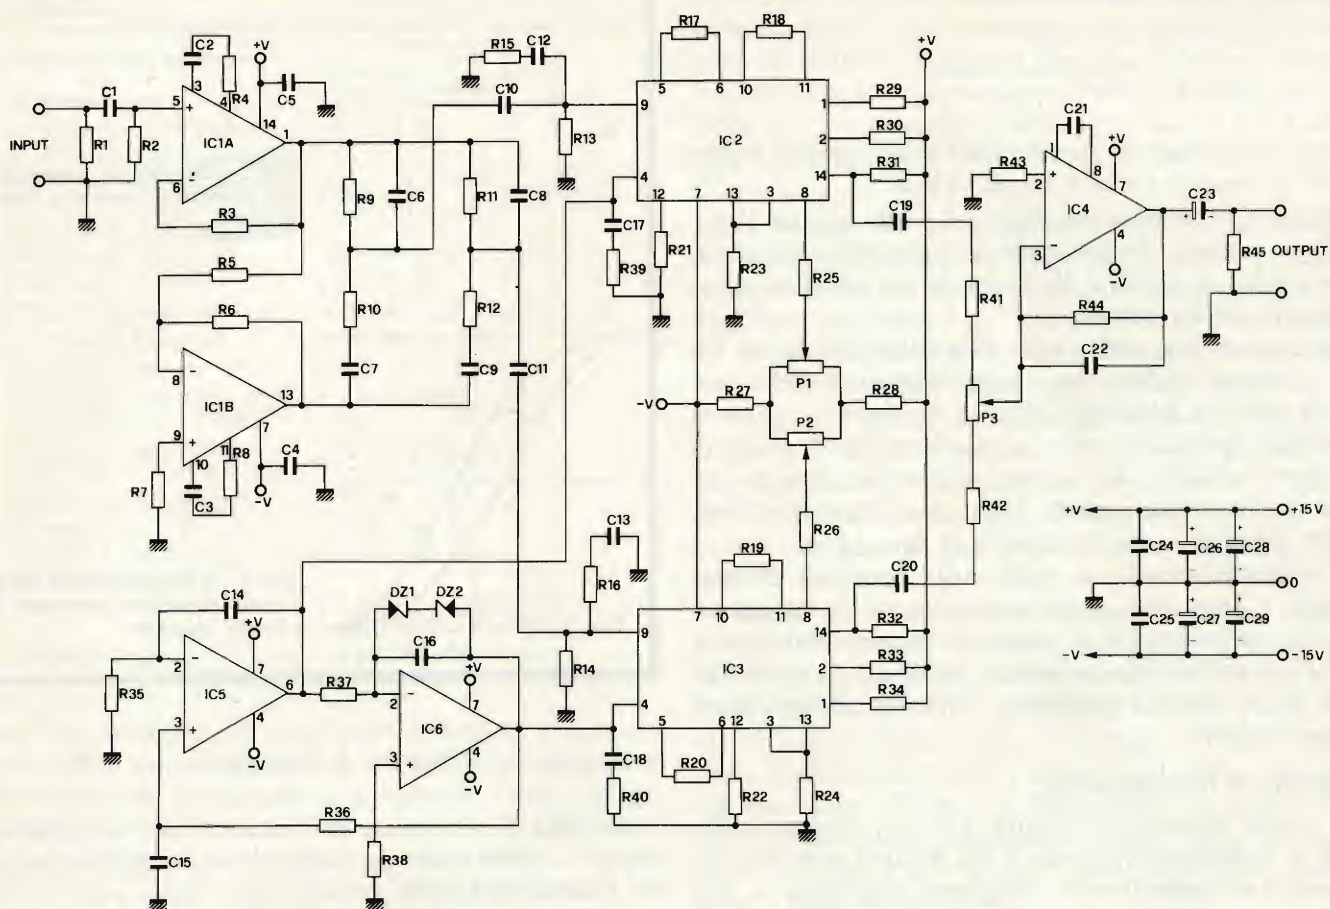 INPUT
C1
R1
R2
C2
3
4
R4
+V
C5
14
5
+
IC1A
6
-
1
R3
R5
R6
8
-
IC1B
13
9
+
10
11
R8
7
C4
-V
R7
C3
R9
C6
R11
C8
R10
R12
C7
C9
C11
R15
C12
C10
R13
R17
R18
5
6
10
11
9
IC2
1
R29
2
R30
14
R31
4
12
7
13
3
8
C17
R39
R21
R23
R25
C19
+V
R41
P1
P2
-V
R27
R28
P3
R26
R42
C21
+V
1
8
R43
2
+
7
IC4
4
3
-
-V
C23
+
-
R45
OUTPUT
R44
C22
+V
+15V
C24
+
C26
-
+
C28
-
0
C25
+
C27
-
+
C29
-
-V
-15V
C13
R16
R19
C20
9
7
10
11
8
14
R32
R14
IC3
2
R33
4
1
R34
5
6
12
3
13
R20
C18
R40
R22
R24
C14
+V
2
-
7
IC5
6
3
+
4
-V
R35
C15
DZ1
DZ2
C16
+V
R37
2
-
7
IC6
3
+
4
-V
R36
R38